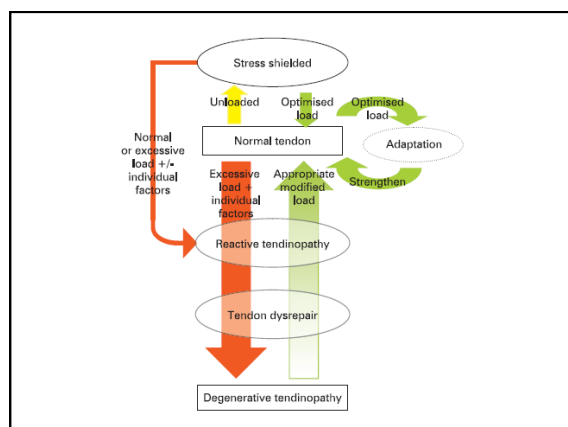 Stress shielded
Unloaded
Optimised
load
Optimised
load
Normal
or excessive
load +/-
individual
factors
Normal tendon
Adaptation
Excessive
load +
individual
factors
Appropriate
modified
load
Strengthen
Reactive tendinopathy
Tendon dysrepair
Degenerative tendinopathy